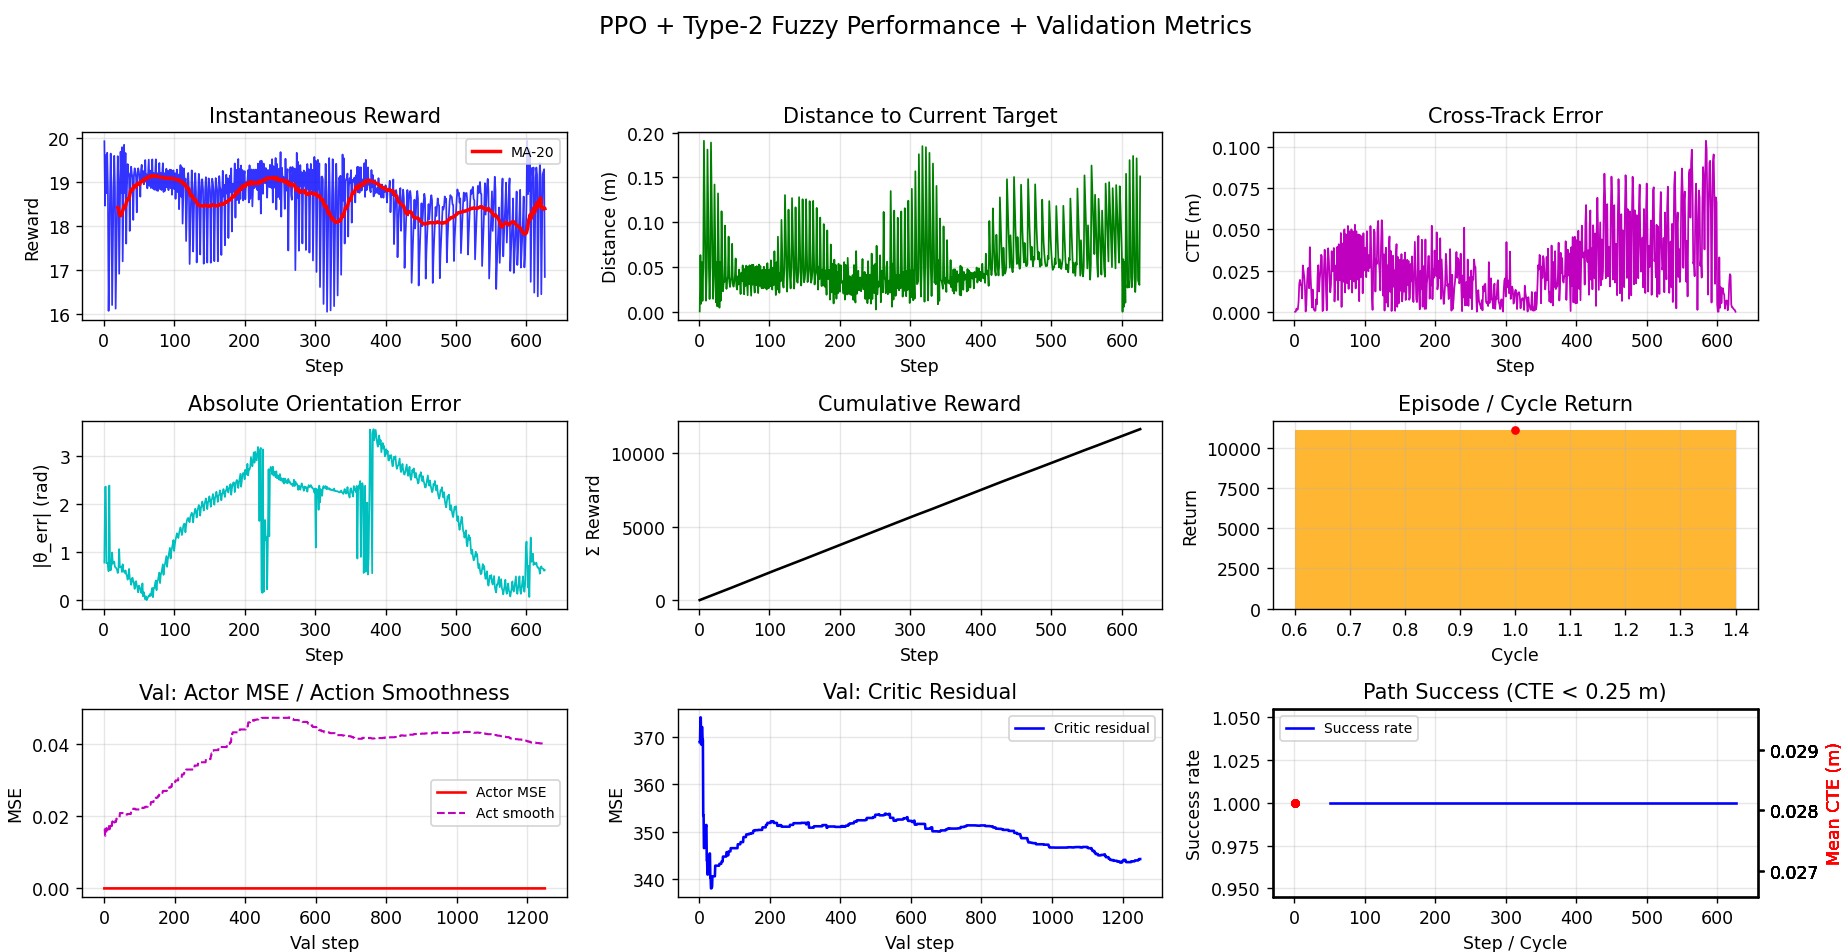 PPO + Type-2 Fuzzy Performance + Validation Metrics
Instantaneous Reward
Reward
20
19
18
17
16
MA-20
0 100 200 300 400 500 600
Step
Distance to Current Target
Distance (m)
0.20
0.15
0.10
0.05
0.00
0 100 200 300 400 500 600
Step
Cross-Track Error
CTE (m)
0.100
0.075
0.050
0.025
0.000
0 100 200 300 400 500 600
Step
Absolute Orientation Error
|θ_err| (rad)
3
2
1
0
0 100 200 300 400 500 600
Step
Cumulative Reward
Σ Reward
10000
5000
0
0 100 200 300 400 500 600
Step
Episode / Cycle Return
Return
10000
7500
5000
2500
0
0.6 0.7 0.8 0.9 1.0 1.1 1.2 1.3 1.4
Cycle
Val: Actor MSE / Action Smoothness
MSE
0.04
0.02
0.00
Actor MSE
Act smooth
0 200 400 600 800 1000 1200
Val step
Val: Critic Residual
MSE
370
360
350
340
Critic residual
0 200 400 600 800 1000 1200
Val step
Path Success (CTE < 0.25 m)
Success rate
1.050
1.025
1.000
0.975
0.950
Success rate
0.029
0.028
0.027
Mean CTE (m)
0 100 200 300 400 500 600
Step / Cycle